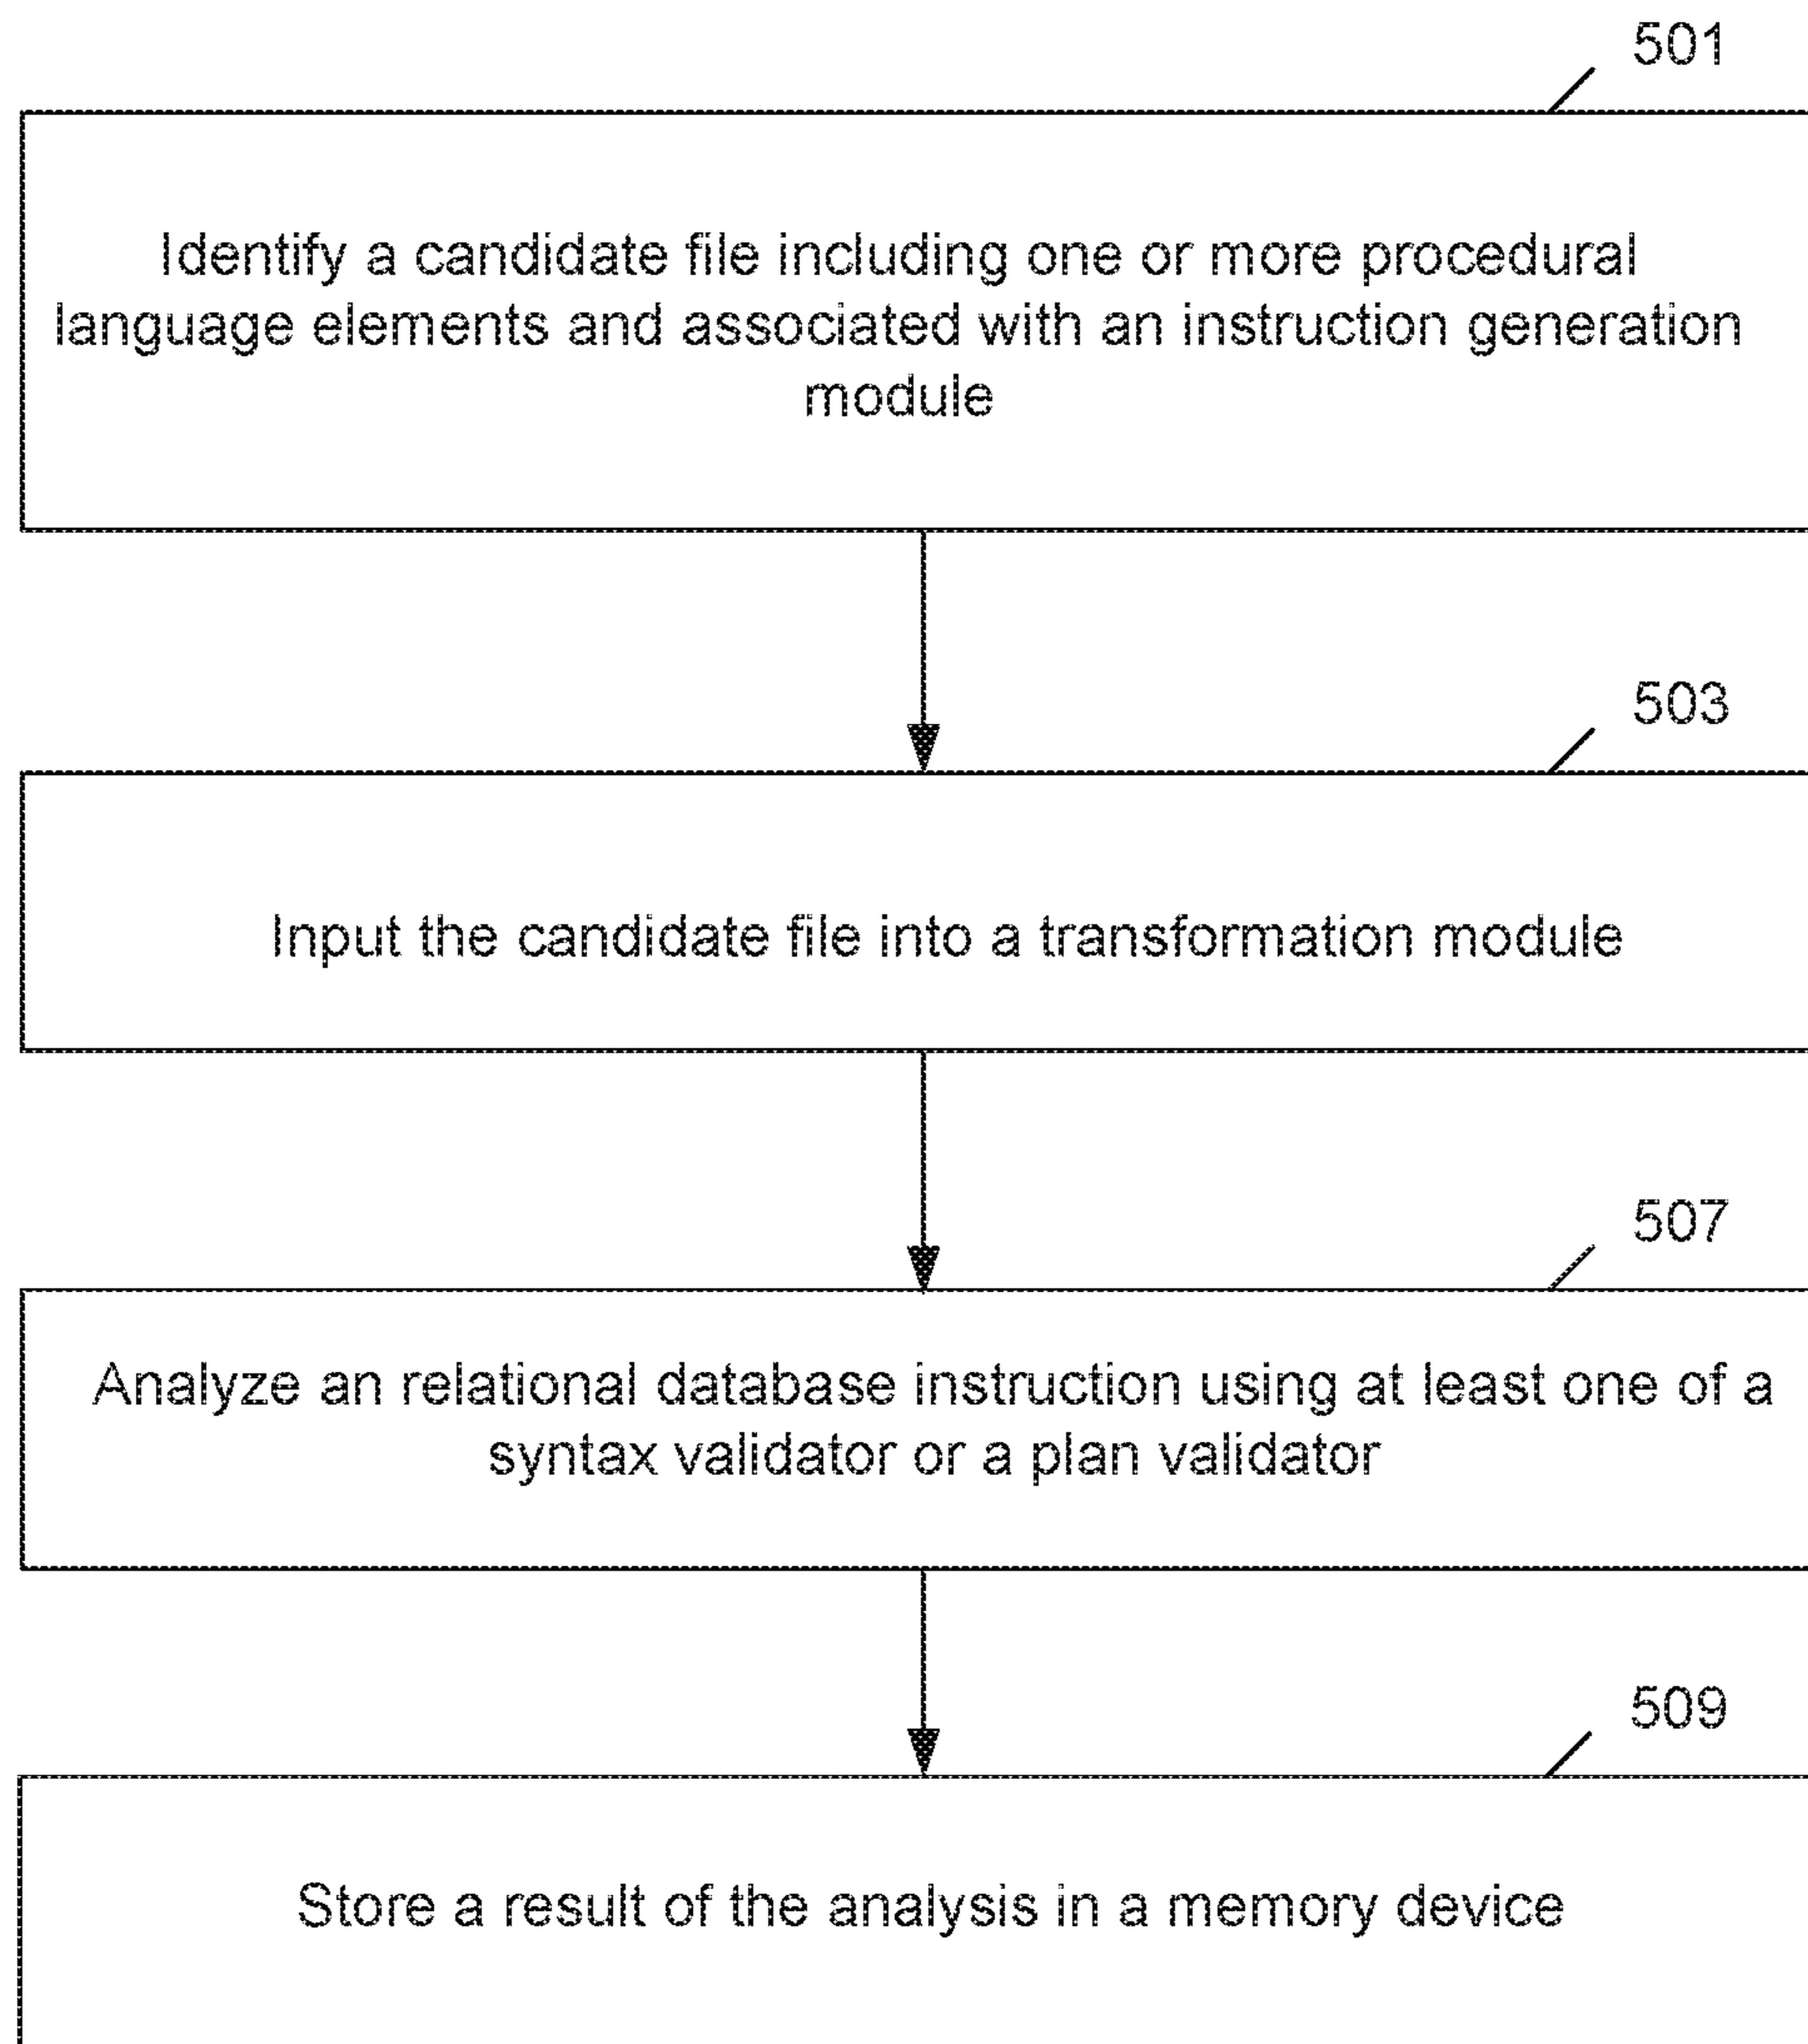 501
Identify a candidate file including one or more procedural
language elements and associated with an instruction generation
module
503
Input the candidate file into a transformation module
507
Analyze an relational database instruction using at least one of a
syntax validator or a plan validator
509
Store a result of the analysis in a memory device